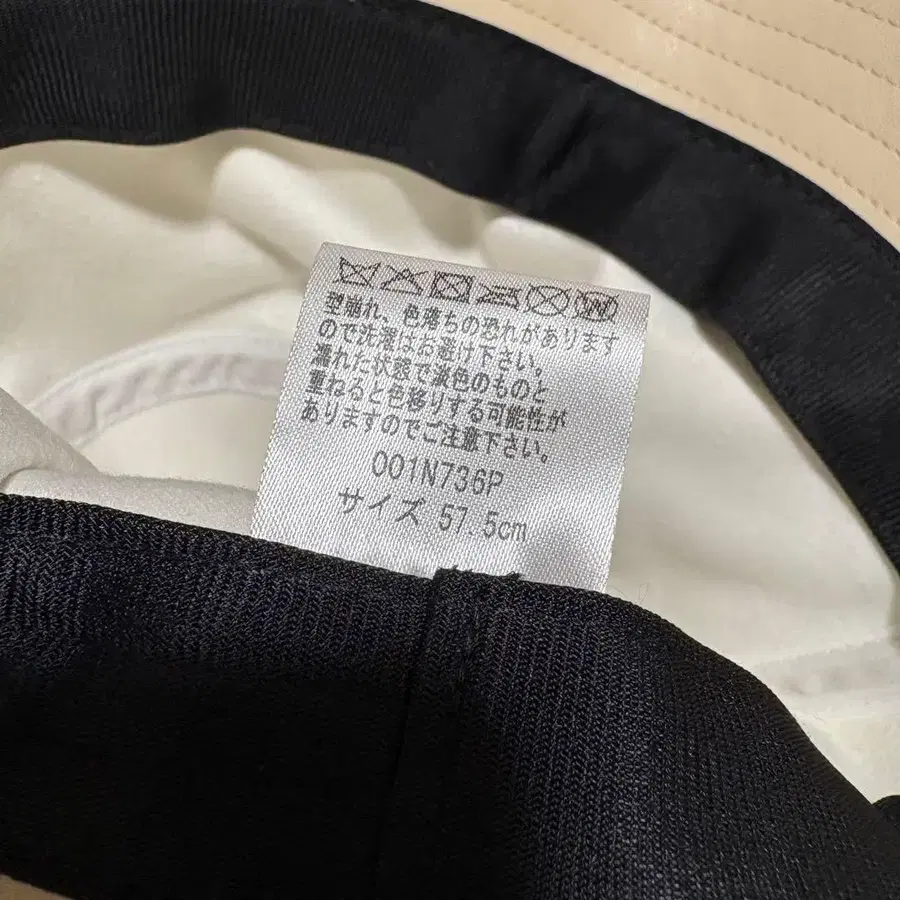 型崩れ、色落ちの恐れがあります
ので洗濯はお避け下さい。
濡れた状態で淡色のものと
重ねると色移りする可能性が
ありますのでご注意下さい。
001N736P
サイズ 57.5cm